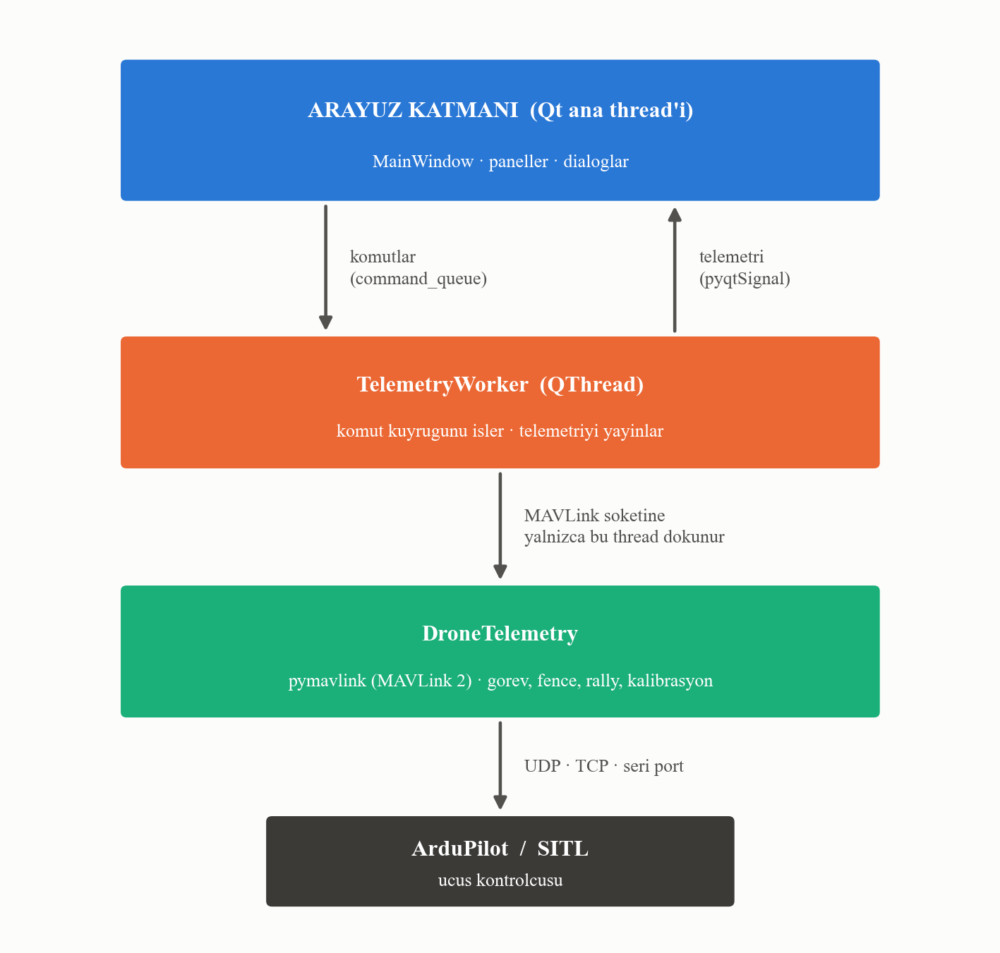 ARAYUZ KATMANI (Qt ana thread'i)
MainWindow · paneller · dialoglar
komutlar
(command_queue)
telemetri
(pyqtSignal)
TelemetryWorker (QThread)
komut kuyrugunu isler · telemetriyi yayinlar
MAVLink soketine
yalnizca bu thread dokunur
DroneTelemetry
pymavlink (MAVLink 2) · gorev, fence, rally, kalibrasyon
UDP · TCP · seri port
ArduPilot / SITL
ucus kontrolcusu